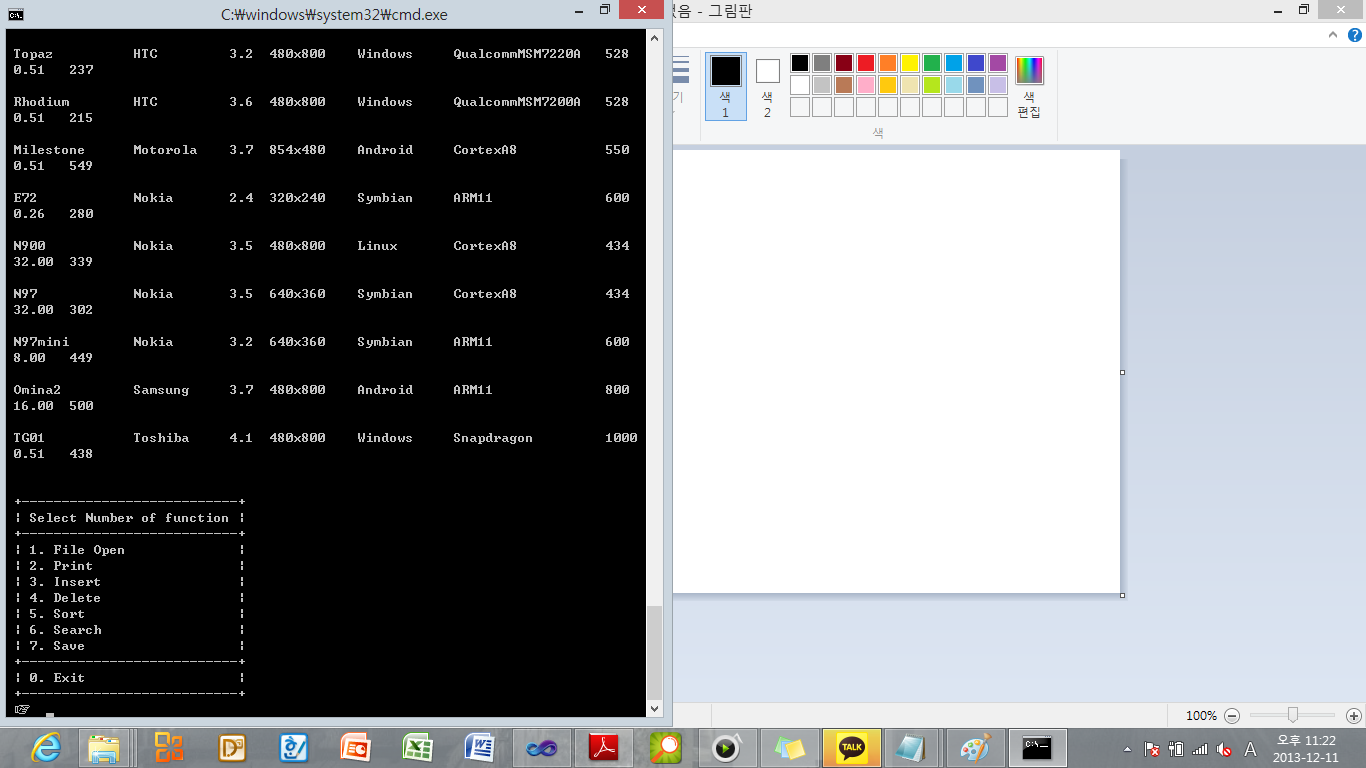 C:₩windows₩system32₩cmd.exe
Topaz HTC 3.2 480x800 Windows QualcommMSM7220A 528
0.51 237
Rhodium HTC 3.6 480x800 Windows QualcommMSM7200A 528
0.51 215
Milestone Motorola 3.7 854x480 Android CortexA8 550
0.51 549
E72 Nokia 2.4 320x240 Symbian ARM11 600
0.26 280
N900 Nokia 3.5 480x800 Linux CortexA8 434
32.00 339
N97 Nokia 3.5 640x360 Symbian CortexA8 434
32.00 302
N97mini Nokia 3.2 640x360 Symbian ARM11 600
8.00 449
Omina2 Samsung 3.7 480x800 Android ARM11 800
16.00 500
TG01 Toshiba 4.1 480x800 Windows Snapdragon 1000
0.51 438
Select Number of function
1. File Open
2. Print
3. Insert
4. Delete
5. Sort
6. Search
7. Save
0. Exit
없음 - 그림판
기
색
1
색
2
색
편집
색
100%
TALK
A
오후 11:22
2013-12-11